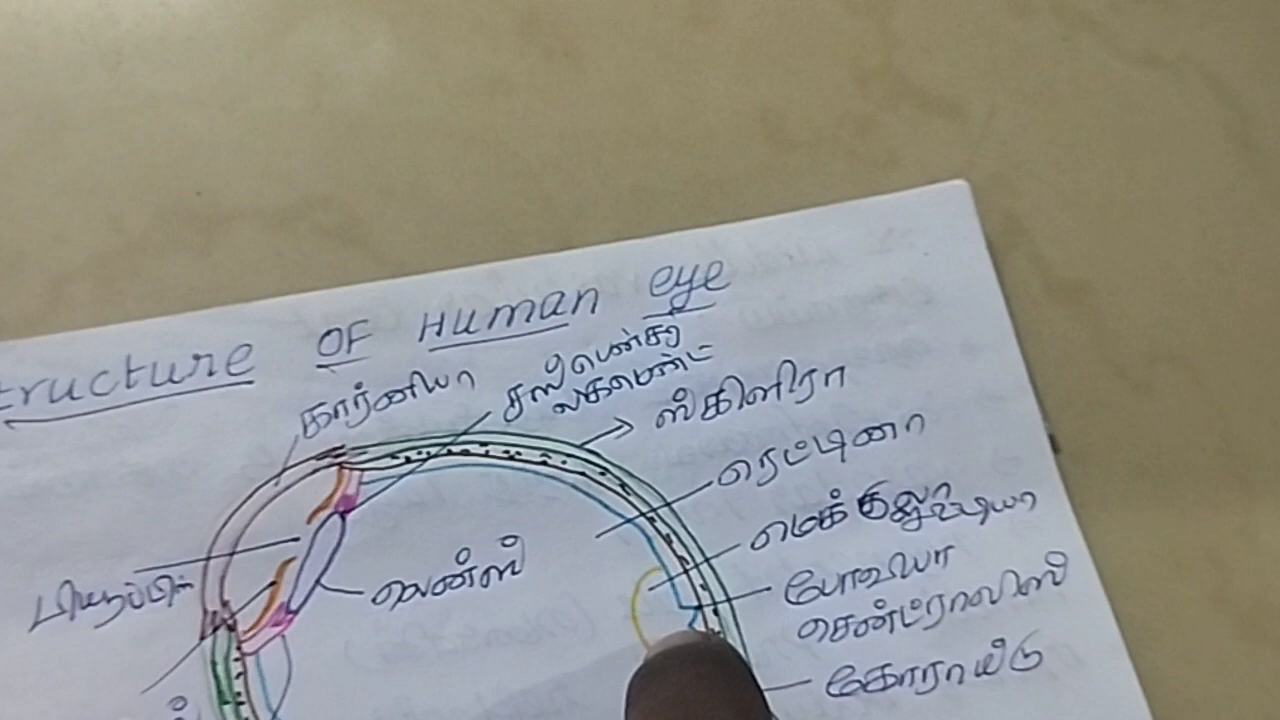 tructure OF Human eye
கார்னியா
சஸ்பென்சரி
லிகமெண்ட்
ஸ்கிளிரா
ரெட்டினா
மெக்குலா
லூட்டியா
லென்ஸ்
போவியா
சென்ட்ராலிஸ்
கோராய்டு